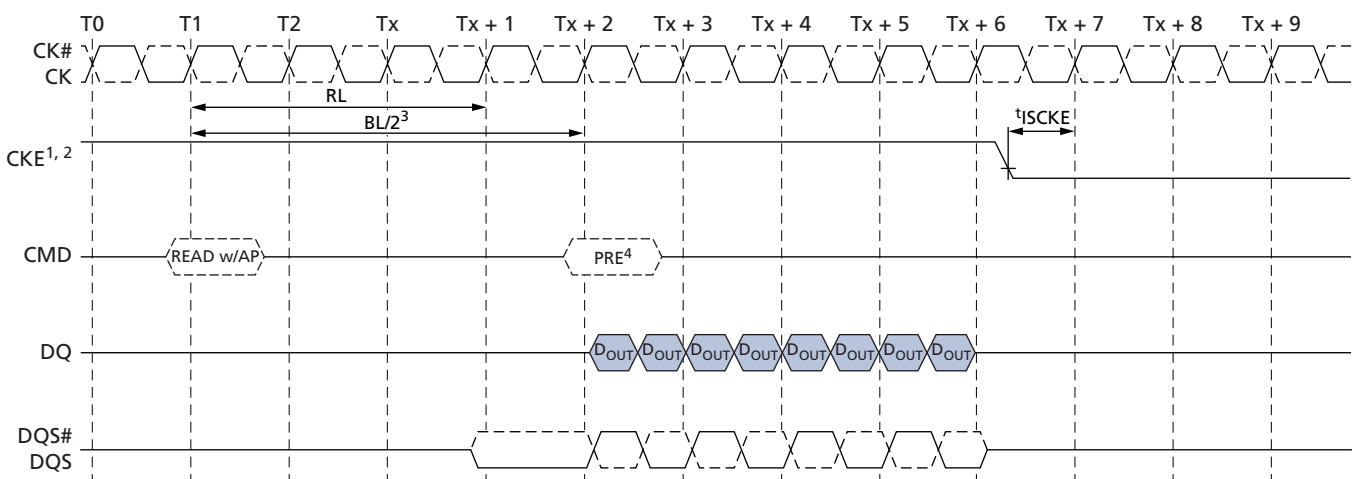 T0 T1 T2 Tx Tx + 1 Tx + 2 Tx + 3 Tx + 4 Tx + 5 Tx + 6 Tx + 7 Tx + 8 Tx + 9
CK#
CK
RL
BL/2³
tISCKE
CKE1, 2
CMD READ w/AP PRE⁴
DQ DOUT DOUT DOUT DOUT DOUT DOUT DOUT DOUT
DQS#
DQS